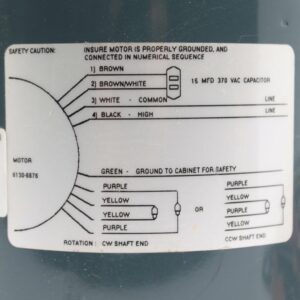 SAFETY CAUTION: INSURE MOTOR IS PROPERLY GROUNDED, AND
CONNECTED IN NUMERICAL SEQUENCE
1) BROWN
2) BROWN/WHITE 15 MFD 370 VAC CAPACITOR
3) WHITE - COMMON LINE
4) BLACK - HIGH LINE
MOTOR
GREEN - GROUND TO CABINET FOR SAFETY
PURPLE PURPLE
YELLOW YELLOW
YELLOW OR PURPLE
PURPLE YELLOW
ROTATION: CW SHAFT END CCW SHAFT END